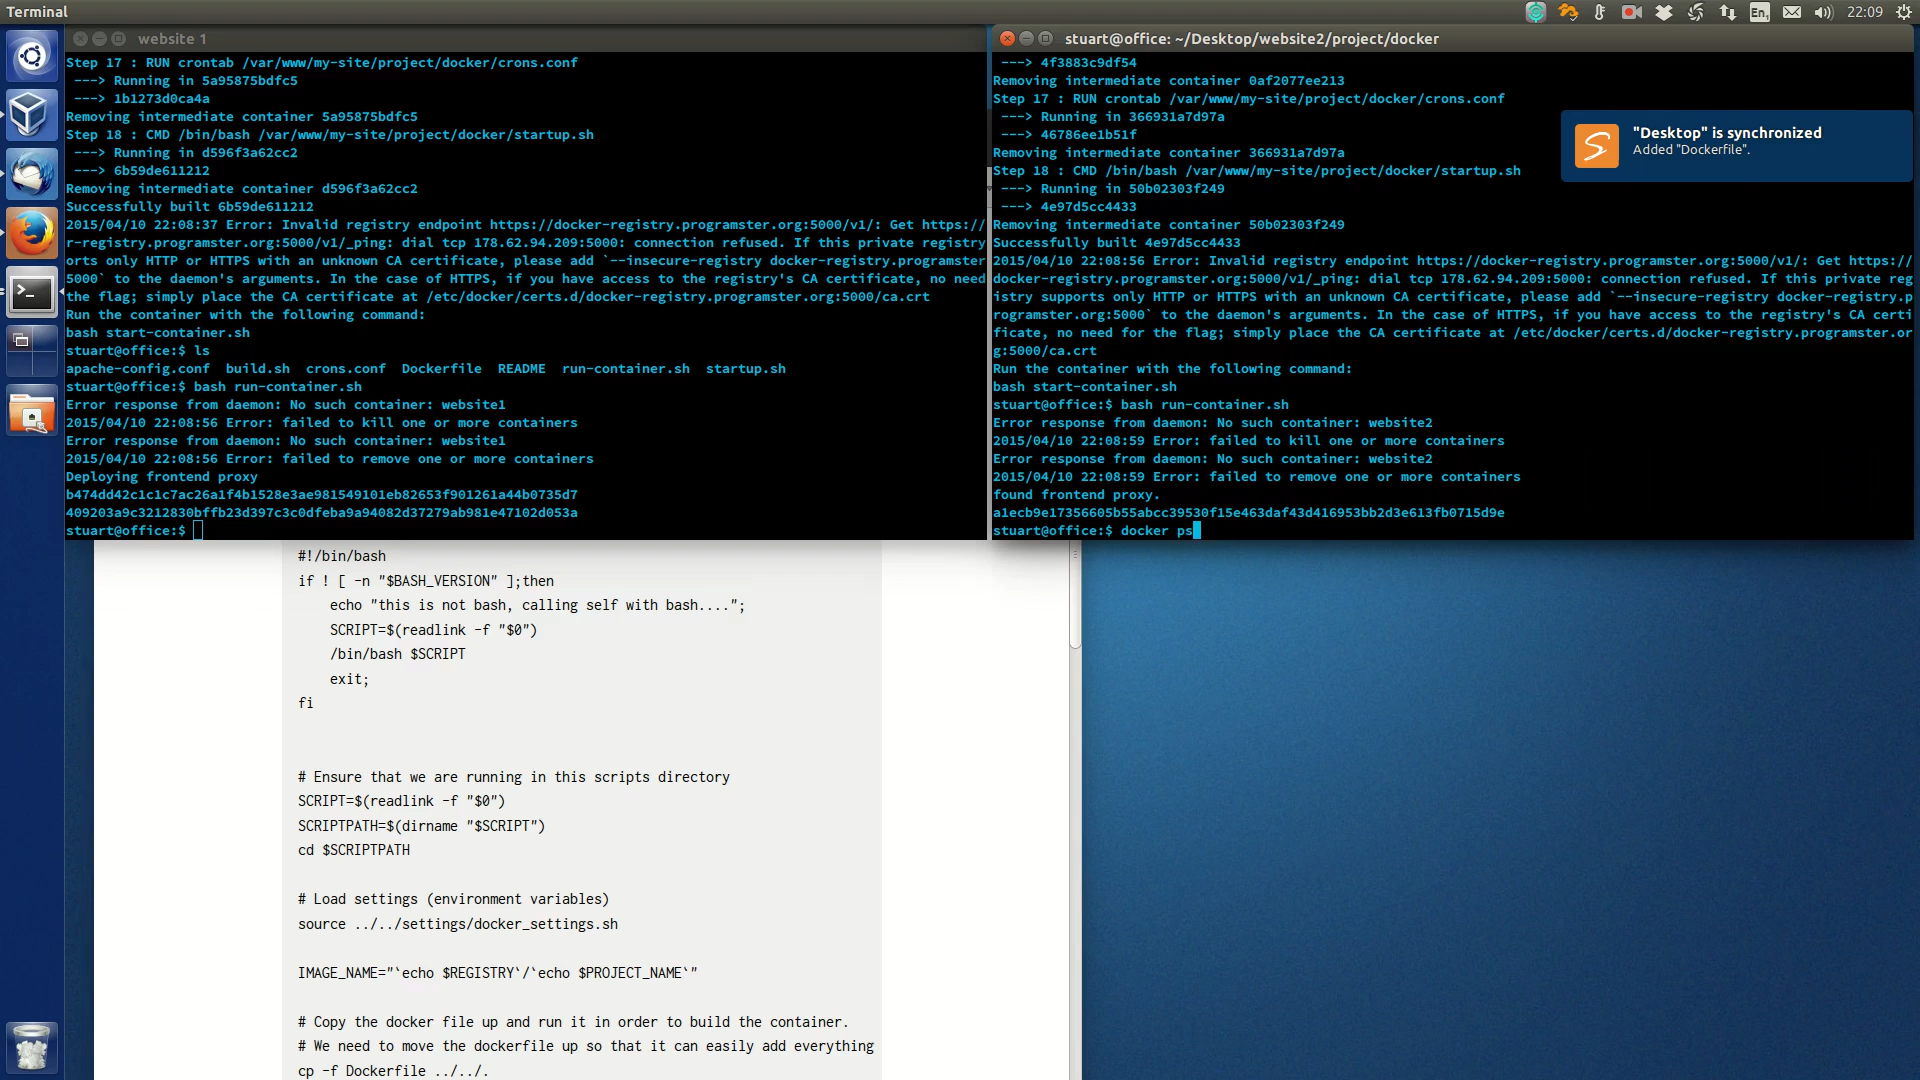 Terminal
En1
22:09
website 1
Step 17 : RUN crontab /var/www/my-site/project/docker/crons.conf
---> Running in 5a95875bdfc5
---> 1b1273d0ca4a
Removing intermediate container 5a95875bdfc5
Step 18 : CMD /bin/bash /var/www/my-site/project/docker/startup.sh
---> Running in d596f3a62cc2
---> 6b59de611212
Removing intermediate container d596f3a62cc2
Successfully built 6b59de611212
2015/04/10 22:08:37 Error: Invalid registry endpoint https://docker-registry.programster.org:5000/v1/: Get https:/
r-registry.programster.org:5000/v1/_ping: dial tcp 178.62.94.209:5000: connection refused. If this private registry
orts only HTTP or HTTPS with an unknown CA certificate, please add `--insecure-registry docker-registry.programster
5000` to the daemon's arguments. In the case of HTTPS, if you have access to the registry's CA certificate, no need
the flag; simply place the CA certificate at /etc/docker/certs.d/docker-registry.programster.org:5000/ca.crt
Run the container with the following command:
bash start-container.sh
stuart@office:$ ls
apache-config.conf  build.sh  crons.conf  Dockerfile  README  run-container.sh  startup.sh
stuart@office:$ bash run-container.sh
Error response from daemon: No such container: website1
2015/04/10 22:08:56 Error: failed to kill one or more containers
Error response from daemon: No such container: website1
2015/04/10 22:08:56 Error: failed to remove one or more containers
Deploying frontend proxy
b474dd42c1c1c7ac26a1f4b1528e3ae981549101eb82653f901261a44b0735d7
409203a9c3212830bffb23d397c3c0dfeba9a94082d37279ab981e47102d053a
stuart@office:$
stuart@office: ~/Desktop/website2/project/docker
---> 4f3883c9df54
Removing intermediate container 0af2077ee213
Step 17 : RUN crontab /var/www/my-site/project/docker/crons.conf
---> Running in 366931a7d97a
---> 46786ee1b51f
Removing intermediate container 366931a7d97a
Step 18 : CMD /bin/bash /var/www/my-site/project/docker/startup.sh
---> Running in 50b02303f249
---> 4e97d5cc4433
Removing intermediate container 50b02303f249
Successfully built 4e97d5cc4433
2015/04/10 22:08:56 Error: Invalid registry endpoint https://docker-registry.programster.org:5000/v1/: Get https://
docker-registry.programster.org:5000/v1/_ping: dial tcp 178.62.94.209:5000: connection refused. If this private reg
istry supports only HTTP or HTTPS with an unknown CA certificate, please add `--insecure-registry docker-registry.p
rogramster.org:5000` to the daemon's arguments. In the case of HTTPS, if you have access to the registry's CA certi
ficate, no need for the flag; simply place the CA certificate at /etc/docker/certs.d/docker-registry.programster.or
g:5000/ca.crt
Run the container with the following command:
bash start-container.sh
stuart@office:$ bash run-container.sh
Error response from daemon: No such container: website2
2015/04/10 22:08:59 Error: failed to kill one or more containers
Error response from daemon: No such container: website2
2015/04/10 22:08:59 Error: failed to remove one or more containers
found frontend proxy.
a1ecb9e17356605b55abcc39530f15e463daf43d416953bb2d3e613fb0715d9e
stuart@office:$ docker ps
"Desktop" is synchronized
Added "Dockerfile".
#!/bin/bash
if ! [ -n "$BASH_VERSION" ];then
    echo "this is not bash, calling self with bash....";
    SCRIPT=$(readlink -f "$0")
    /bin/bash $SCRIPT
    exit;
fi
# Ensure that we are running in this scripts directory
SCRIPT=$(readlink -f "$0")
SCRIPTPATH=$(dirname "$SCRIPT")
cd $SCRIPTPATH
# Load settings (environment variables)
source ../../settings/docker_settings.sh
IMAGE_NAME="`echo $REGISTRY`/`echo $PROJECT_NAME`"
# Copy the docker file up and run it in order to build the container.
# We need to move the dockerfile up so that it can easily add everything
cp -f Dockerfile ../../.